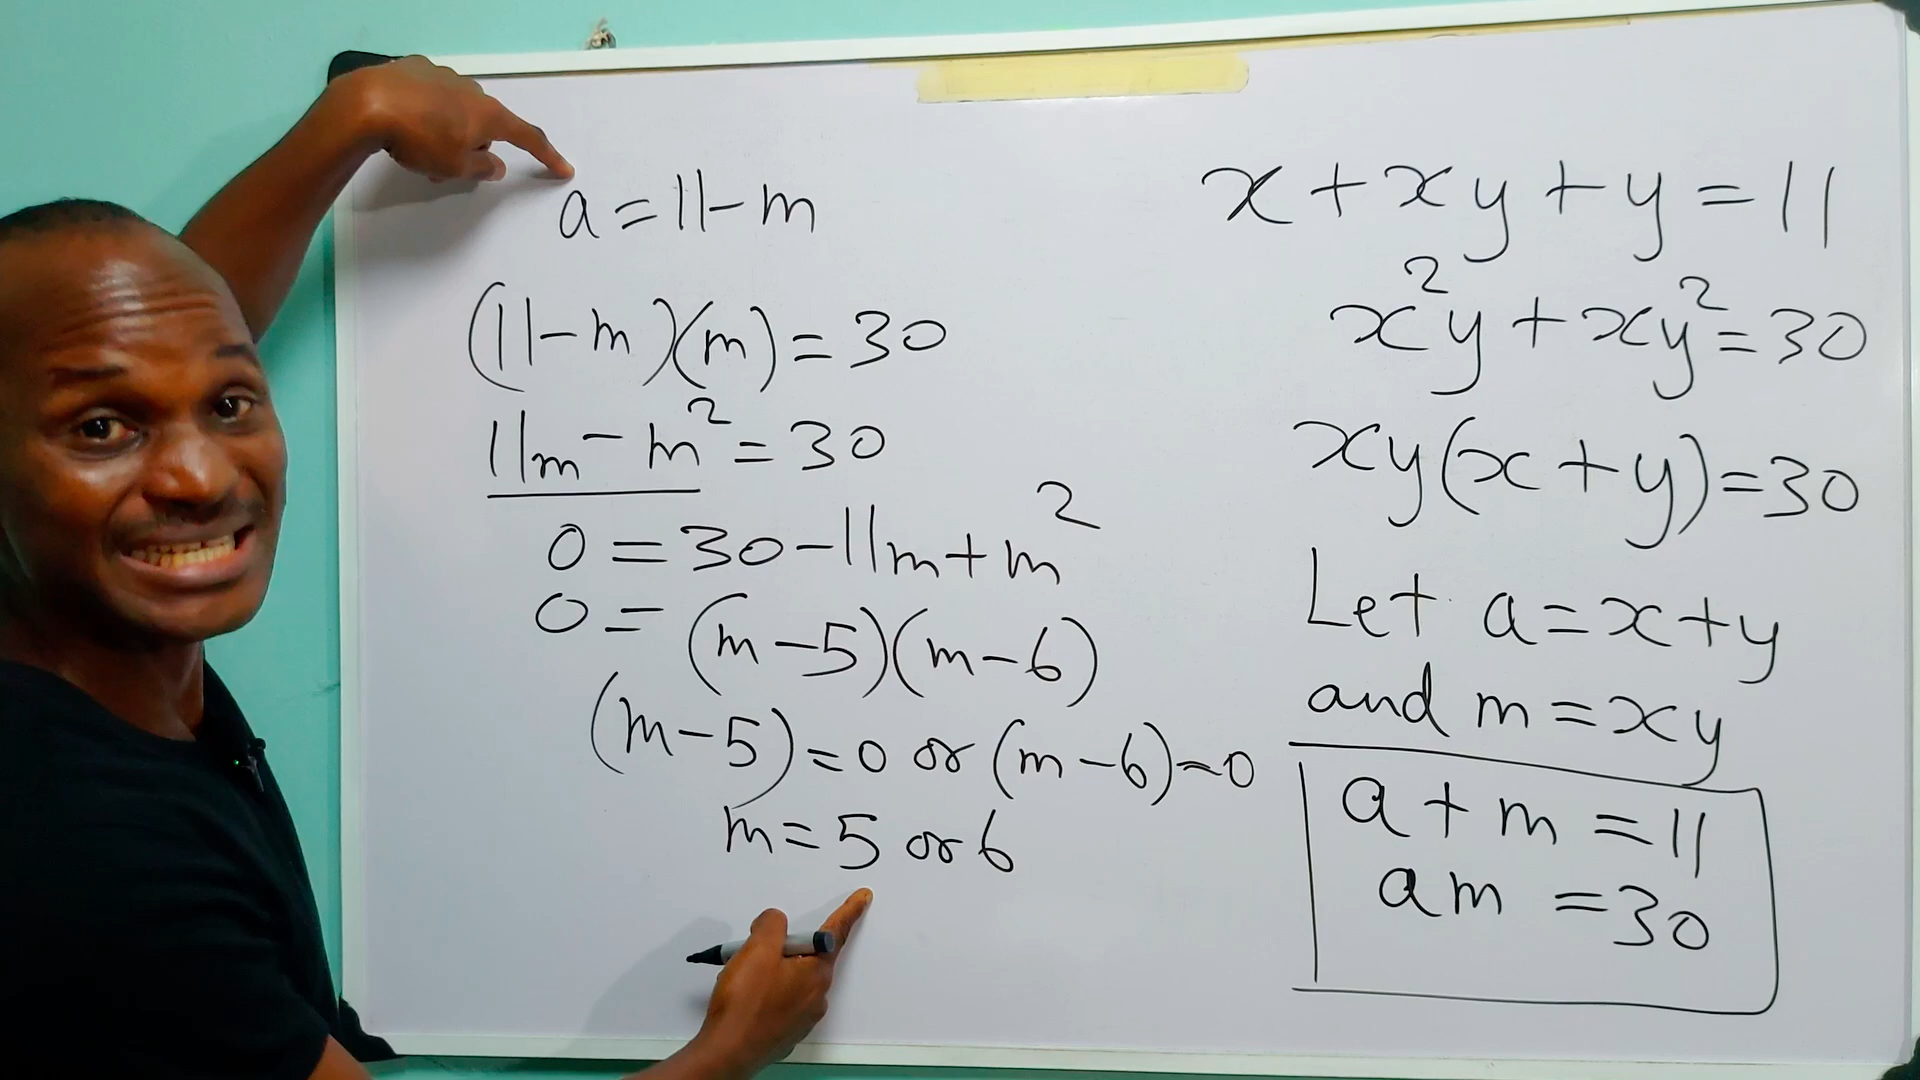 a = 11 - m
(11 - m)(m) = 30
11m - m² = 30
0 = 30 - 11m + m²
0 = (m - 5)(m - 6)
(m - 5) = 0 or (m - 6) = 0
m = 5 or 6
x + xy + y = 11
x²y + xy² = 30
xy(x + y) = 30
Let a = x + y
and m = xy
a + m = 11
am = 30